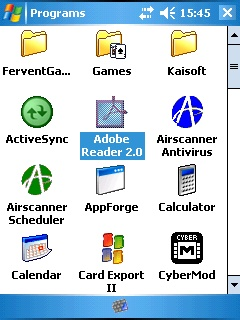 Programs 15:45
FerventGa... Games Kaisoft
ActiveSync Adobe Reader 2.0 Airscanner Antivirus
Airscanner Scheduler AppForge Calculator
CYBER
M
Calendar Card Export II CyberMod